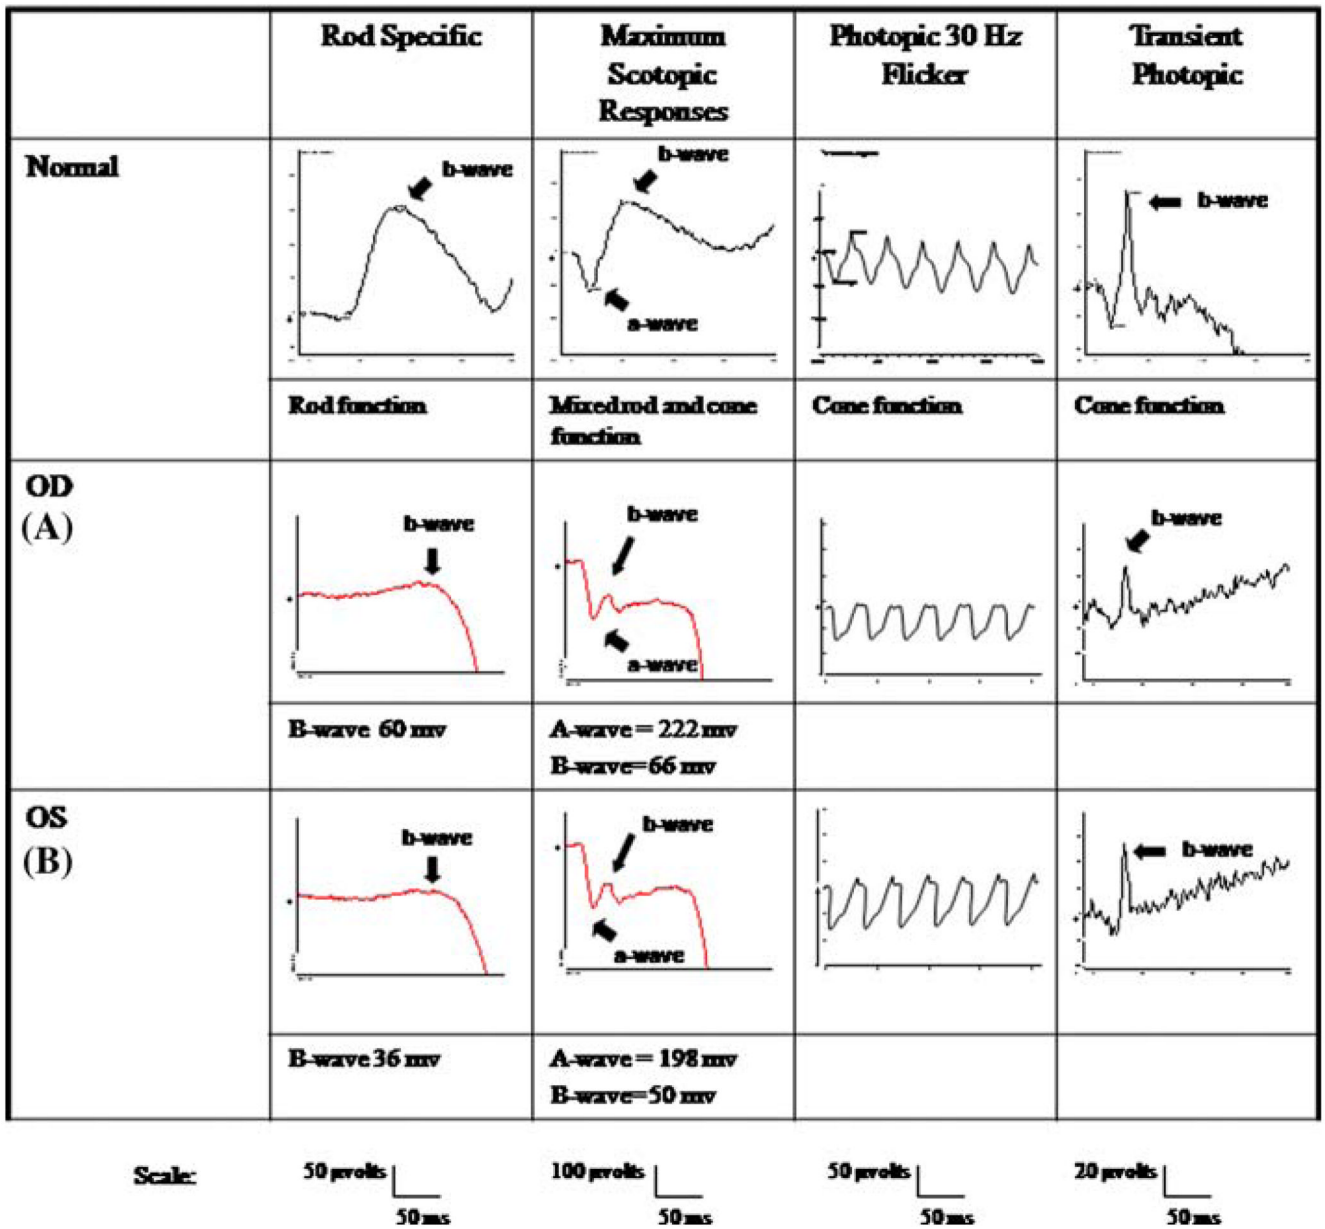 Rod Specific
Maximum
Scotopic
Responses
Photopic 30 Hz
Flicker
Transient
Photopic
Normal
b-wave
b-wave
a-wave
b-wave
Rod function
Mixed rod and cone
function
Cone function
Cone function
OD
(A)
b-wave
b-wave
a-wave
b-wave
B-wave 60 mv
A-wave = 222 mv
B-wave=66 mv
OS
(B)
b-wave
b-wave
a-wave
b-wave
B-wave 36 mv
A-wave = 198 mv
B-wave=50 mv
Scale:
50 µvolts
50 ms
100 µvolts
50 ms
50 µvolts
50 ms
20 µvolts
50 ms